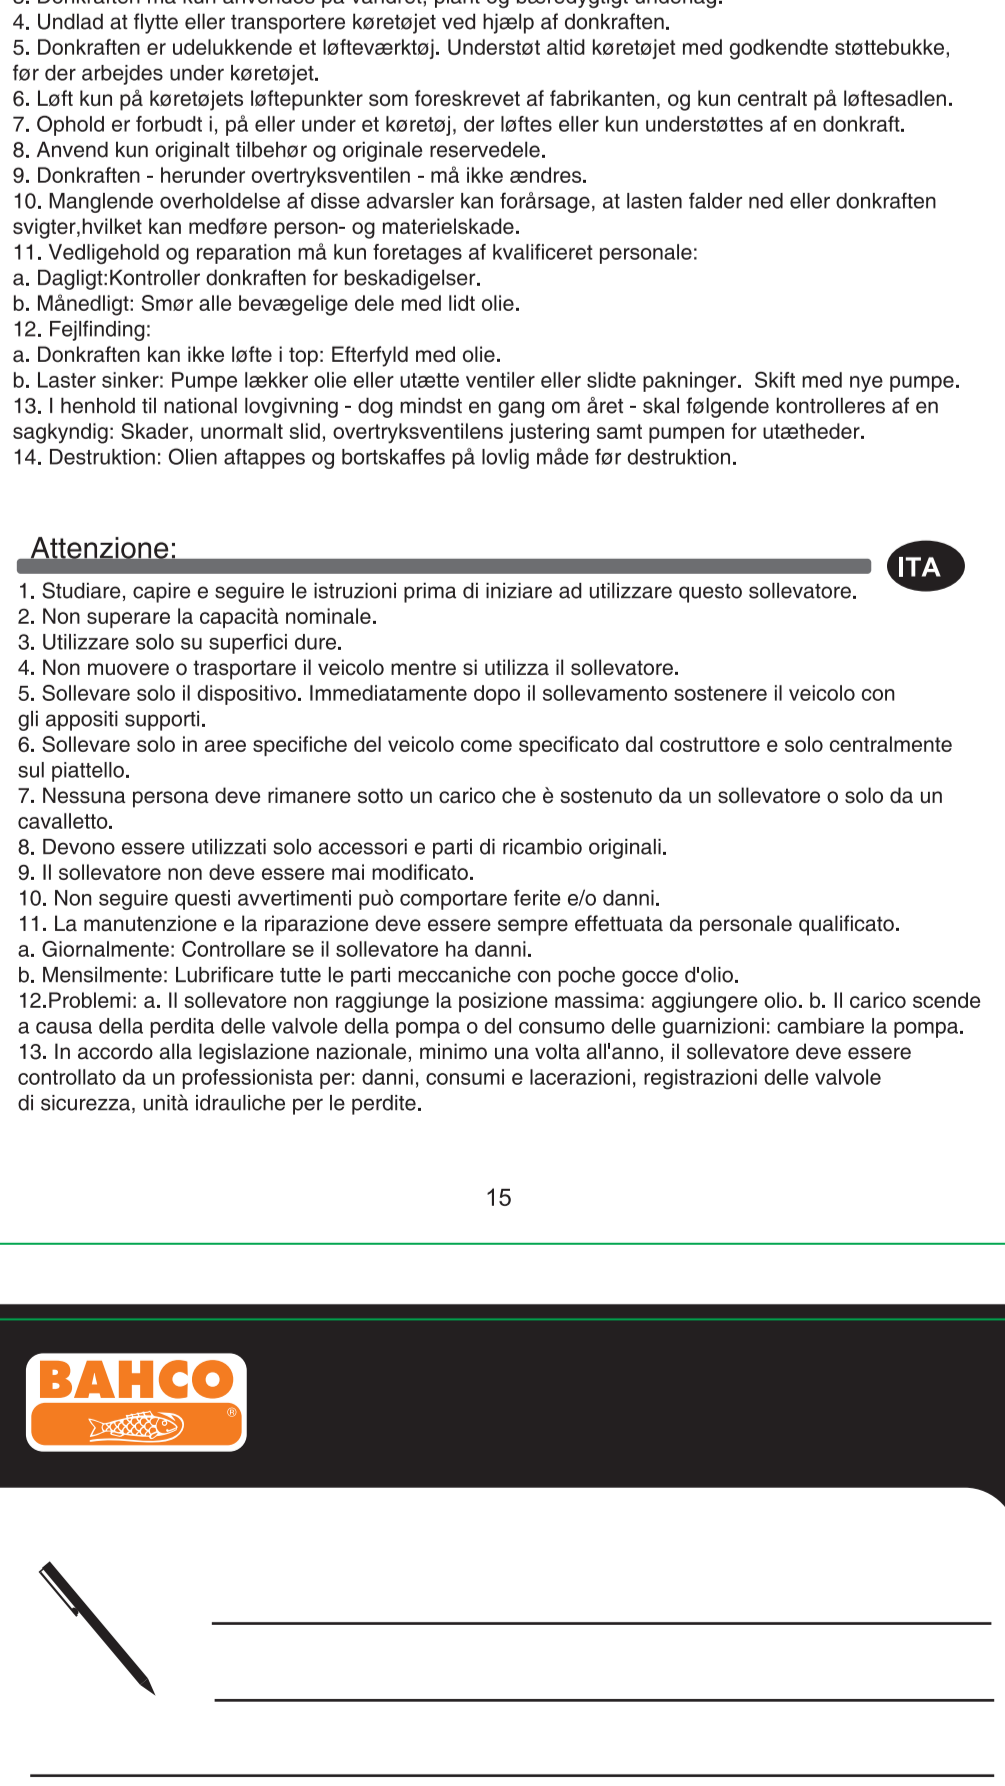 3. Donkraften må kun anvendes på vandret, plant og bæredygtigt underlag.
4. Undlad at flytte eller transportere køretøjet ved hjælp af donkraften.
5. Donkraften er udelukkende et løfteværktøj. Understøt altid køretøjet med godkendte støttebukke,
før der arbejdes under køretøjet.
6. Løft kun på køretøjets løftepunkter som foreskrevet af fabrikanten, og kun centralt på løftesadlen.
7. Ophold er forbudt i, på eller under et køretøj, der løftes eller kun understøttes af en donkraft.
8. Anvend kun originalt tilbehør og originale reservedele.
9. Donkraften - herunder overtryksventilen - må ikke ændres.
10. Manglende overholdelse af disse advarsler kan forårsage, at lasten falder ned eller donkraften
svigter,hvilket kan medføre person- og materielskade.
11. Vedligehold og reparation må kun foretages af kvalificeret personale:
a. Dagligt:Kontroller donkraften for beskadigelser.
b. Månedligt: Smør alle bevægelige dele med lidt olie.
12. Fejlfinding:
a. Donkraften kan ikke løfte i top: Efterfyld med olie.
b. Laster sinker: Pumpe lækker olie eller utætte ventiler eller slidte pakninger.  Skift med nye pumpe.
13. I henhold til national lovgivning - dog mindst en gang om året - skal følgende kontrolleres af en
sagkyndig: Skader, unormalt slid, overtryksventilens justering samt pumpen for utætheder.
14. Destruktion: Olien aftappes og bortskaffes på lovlig måde før destruktion.
Attenzione:
ITA
1. Studiare, capire e seguire le istruzioni prima di iniziare ad utilizzare questo sollevatore.
2. Non superare la capacità nominale.
3. Utilizzare solo su superfici dure.
4. Non muovere o trasportare il veicolo mentre si utilizza il sollevatore.
5. Sollevare solo il dispositivo. Immediatamente dopo il sollevamento sostenere il veicolo con
gli appositi supporti.
6. Sollevare solo in aree specifiche del veicolo come specificato dal costruttore e solo centralmente
sul piattello.
7. Nessuna persona deve rimanere sotto un carico che è sostenuto da un sollevatore o solo da un
cavalletto.
8. Devono essere utilizzati solo accessori e parti di ricambio originali.
9. Il sollevatore non deve essere mai modificato.
10. Non seguire questi avvertimenti può comportare ferite e/o danni.
11. La manutenzione e la riparazione deve essere sempre effettuata da personale qualificato.
a. Giornalmente: Controllare se il sollevatore ha danni.
b. Mensilmente: Lubrificare tutte le parti meccaniche con poche gocce d'olio.
12.Problemi: a. Il sollevatore non raggiunge la posizione massima: aggiungere olio. b. Il carico scende
a causa della perdita delle valvole della pompa o del consumo delle guarnizioni: cambiare la pompa.
13. In accordo alla legislazione nazionale, minimo una volta all'anno, il sollevatore deve essere
controllato da un professionista per: danni, consumi e lacerazioni, registrazioni delle valvole
di sicurezza, unità idrauliche per le perdite.
15
BAHCO
®